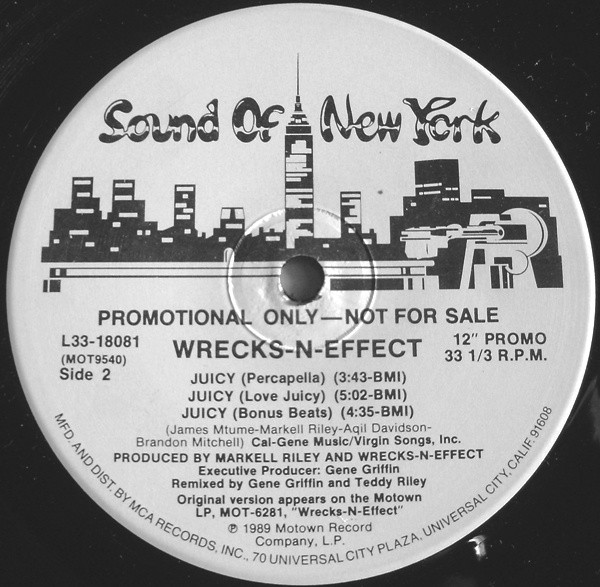 Sound Of New York
PROMOTIONAL ONLY—NOT FOR SALE
L33-18081
(MOT9540)
Side 2
WRECKS-N-EFFECT
12" PROMO
33 1/3 R.P.M.
JUICY (Percapella) (3:43-BMI)
JUICY (Love Juicy) (5:02-BMI)
JUICY (Bonus Beats) (4:35-BMI)
(James Mtume-Markell Riley-Aqil Davidson-
Brandon Mitchell) Cal-Gene Music/Virgin Songs, Inc.
PRODUCED BY MARKELL RILEY AND WRECKS-N-EFFECT
Executive Producer: Gene Griffin
Remixed by Gene Griffin and Teddy Riley
Original version appears on the Motown
LP, MOT-6281, "Wrecks-N-Effect"
℗ 1989 Motown Record
Company, L.P.
MFD. AND DIST. BY MCA RECORDS, INC., 70 UNIVERSAL CITY PLAZA, UNIVERSAL CITY, CALIF. 91608